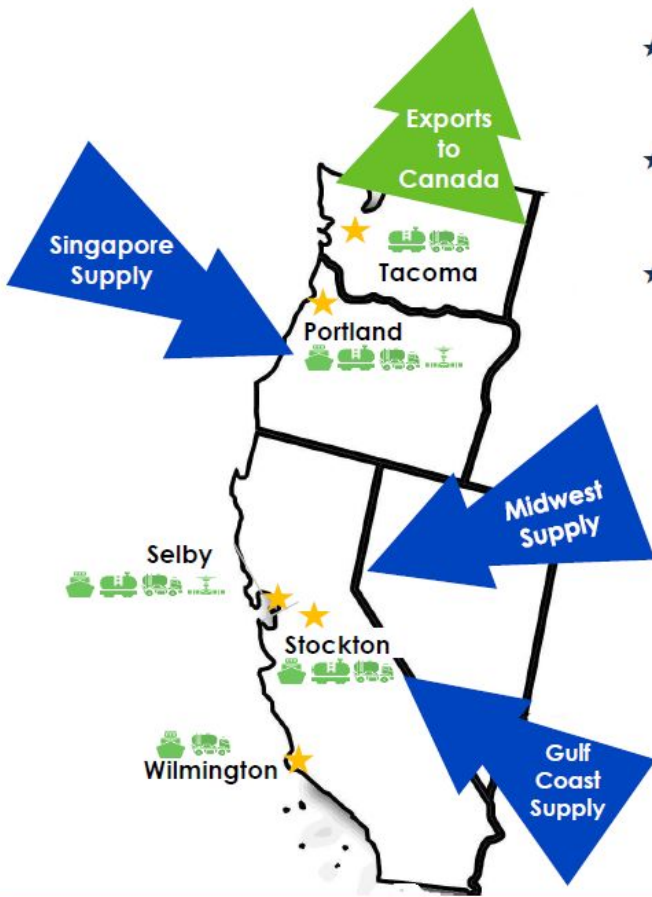 Exports
to
Canada
Singapore
Supply
Tacoma
Portland
Midwest
Supply
Selby
Stockton
Wilmington
Gulf
Coast
Supply